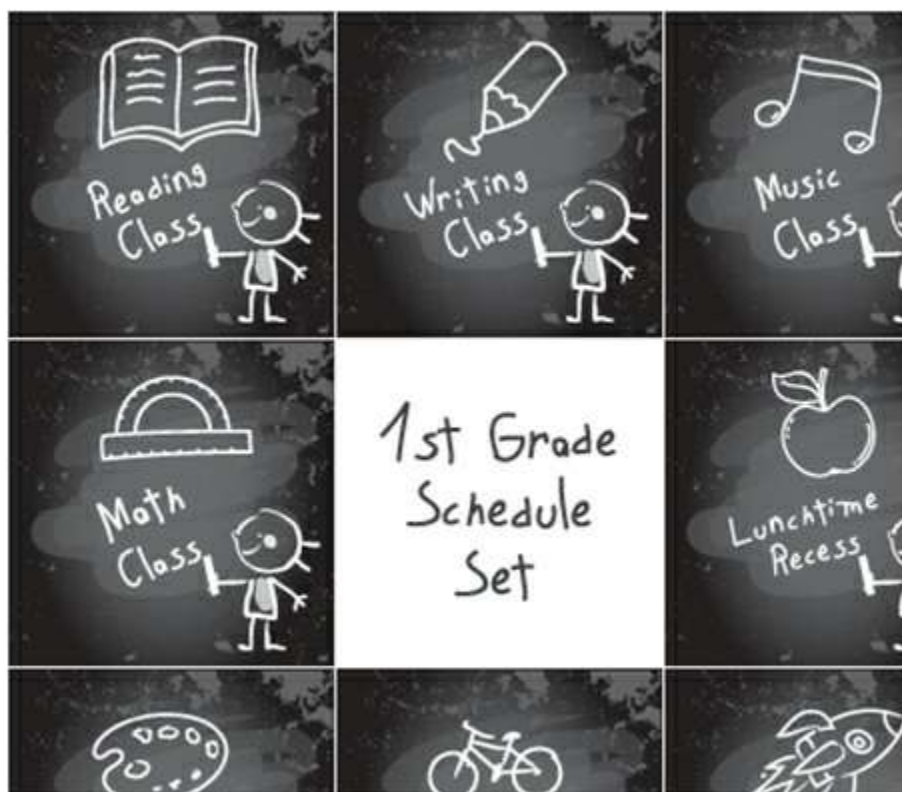 Reading
Class
Writing
Class
Music
Class
Math
Class
1st Grade
Schedule
Set
Lunchtime
Recess